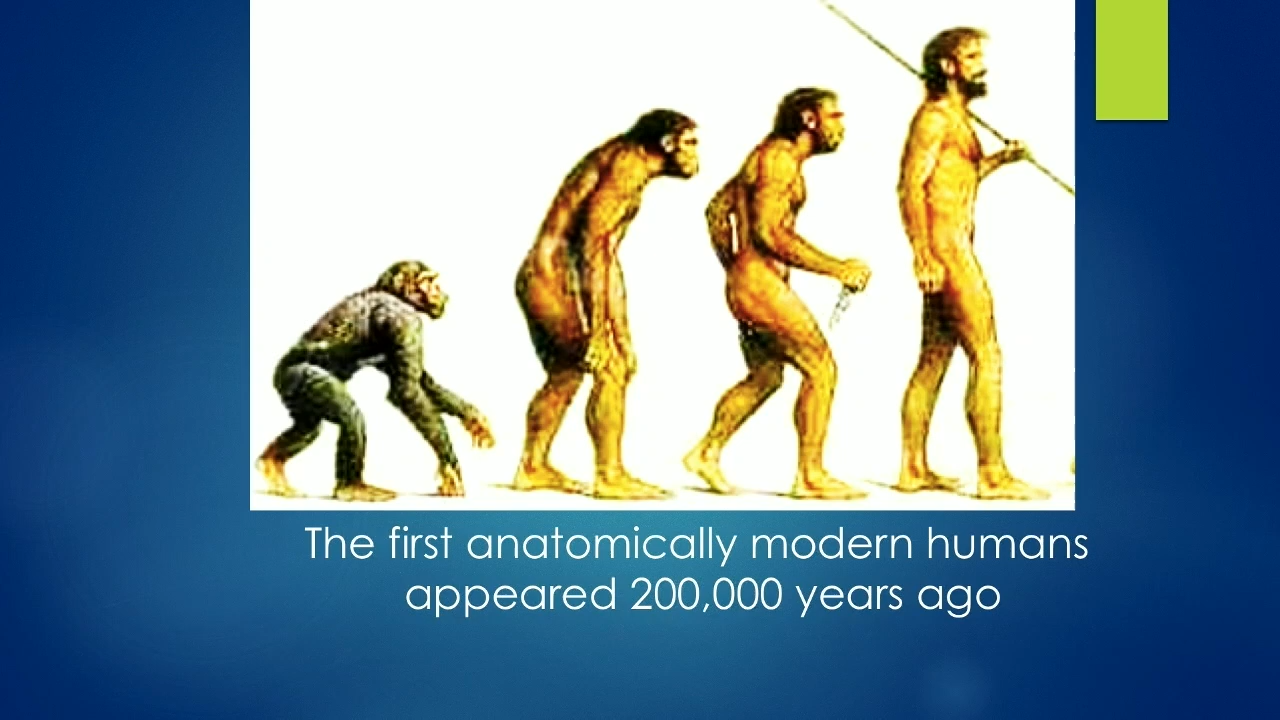 The first anatomically modern humans
appeared 200,000 years ago